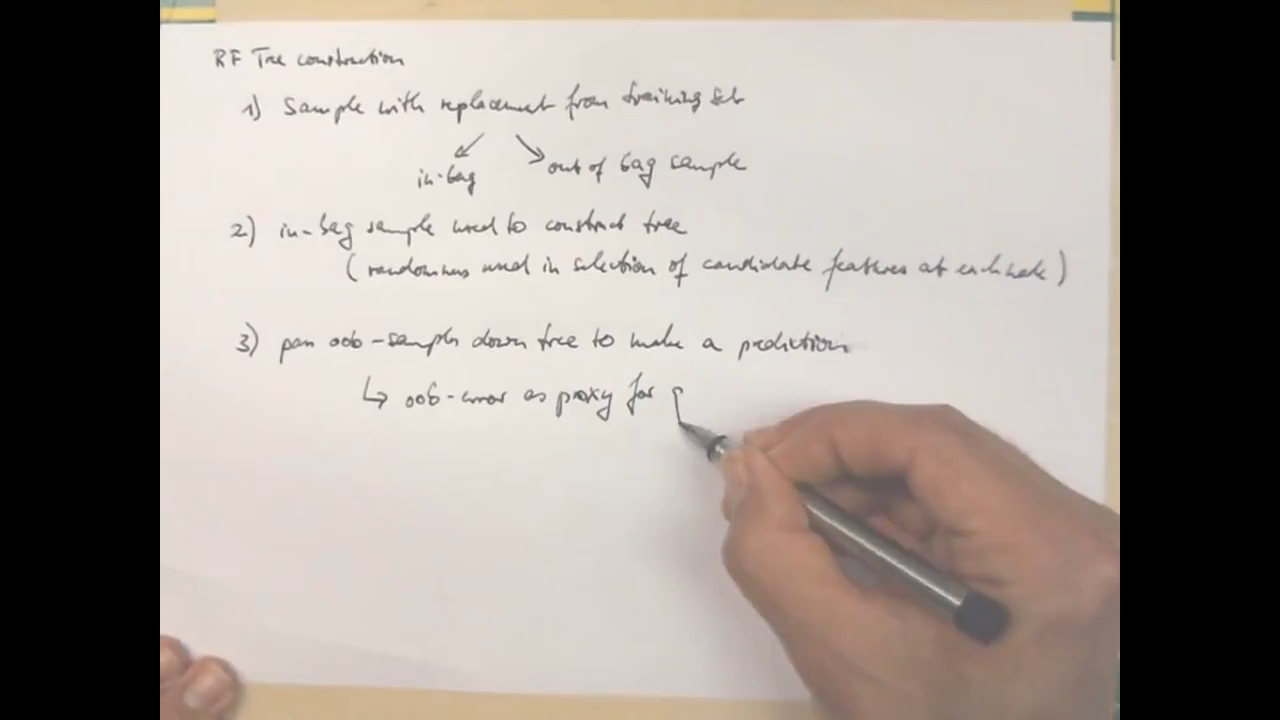 RF Tree construction
1) Sample with replacement from training set
in-bag
out of bag sample
2) in-bag sample used to construct tree
(randomness used in selection of candidate features at each node)
3) pass oob-samples down tree to make a prediction
↳ oob-error as proxy for